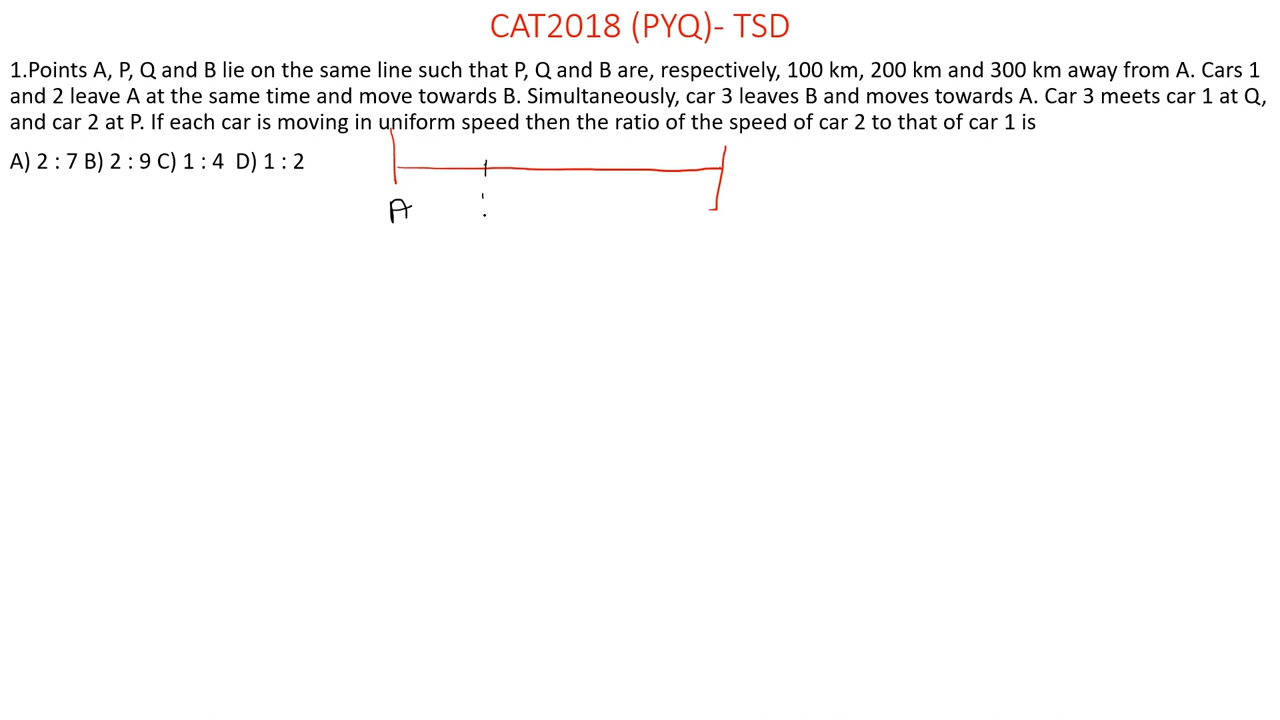 CAT2018 (PYQ)- TSD
1.Points A, P, Q and B lie on the same line such that P, Q and B are, respectively, 100 km, 200 km and 300 km away from A. Cars 1
and 2 leave A at the same time and move towards B. Simultaneously, car 3 leaves B and moves towards A. Car 3 meets car 1 at Q,
and car 2 at P. If each car is moving in uniform speed then the ratio of the speed of car 2 to that of car 1 is
A) 2 : 7 B) 2 : 9 C) 1 : 4 D) 1 : 2
A